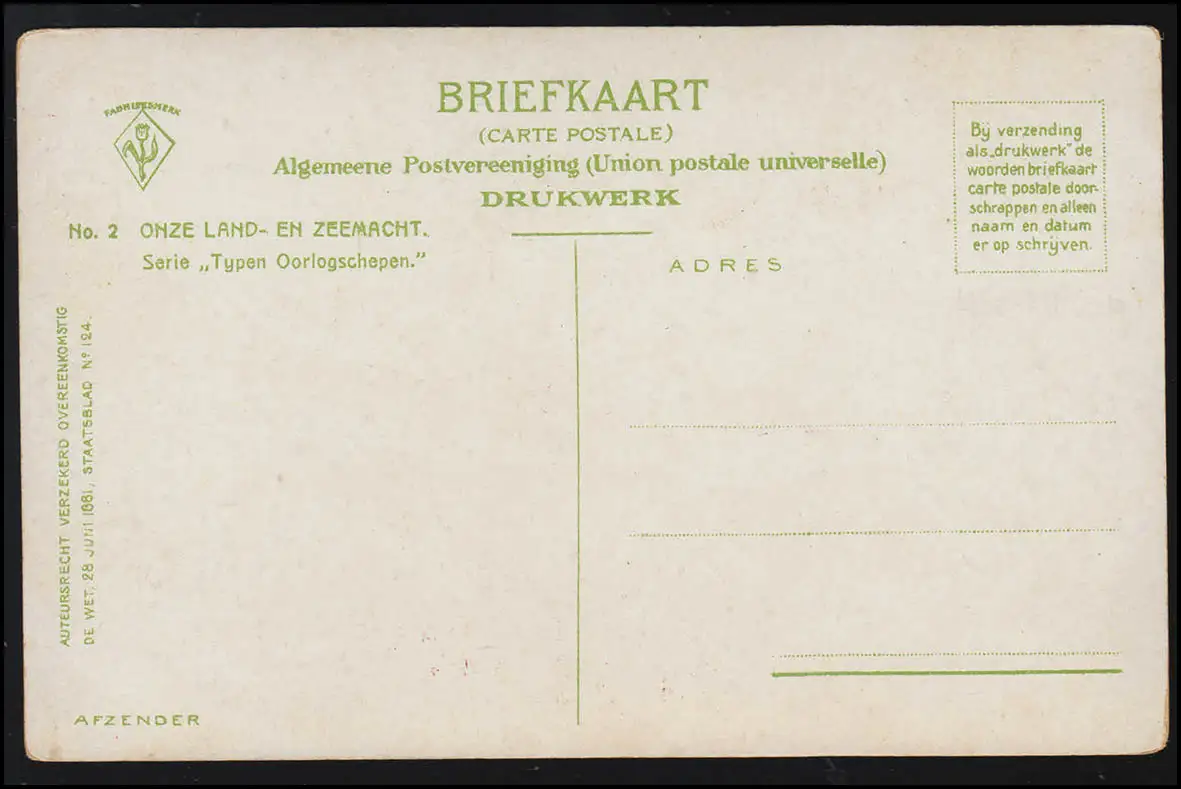 FABRIEKSMERK
BRIEFKAART
(CARTE POSTALE)
Algemeene Postvereeniging (Union postale universelle)
DRUKWERK
No. 2 ONZE LAND- EN ZEEMACHT.
Serie „Typen Oorlogschepen.”
By verzending
als „drukwerk” de
woorden briefkaart
carte postale door-
schrappen en alleen
naam en datum
er op schrijven.
ADRES
AUTEURSRECHT VERZEKERD OVEREENKOMSTIG
DE WET, 28 JUNI 1881, STAATSBLAD Nº 124.
AFZENDER